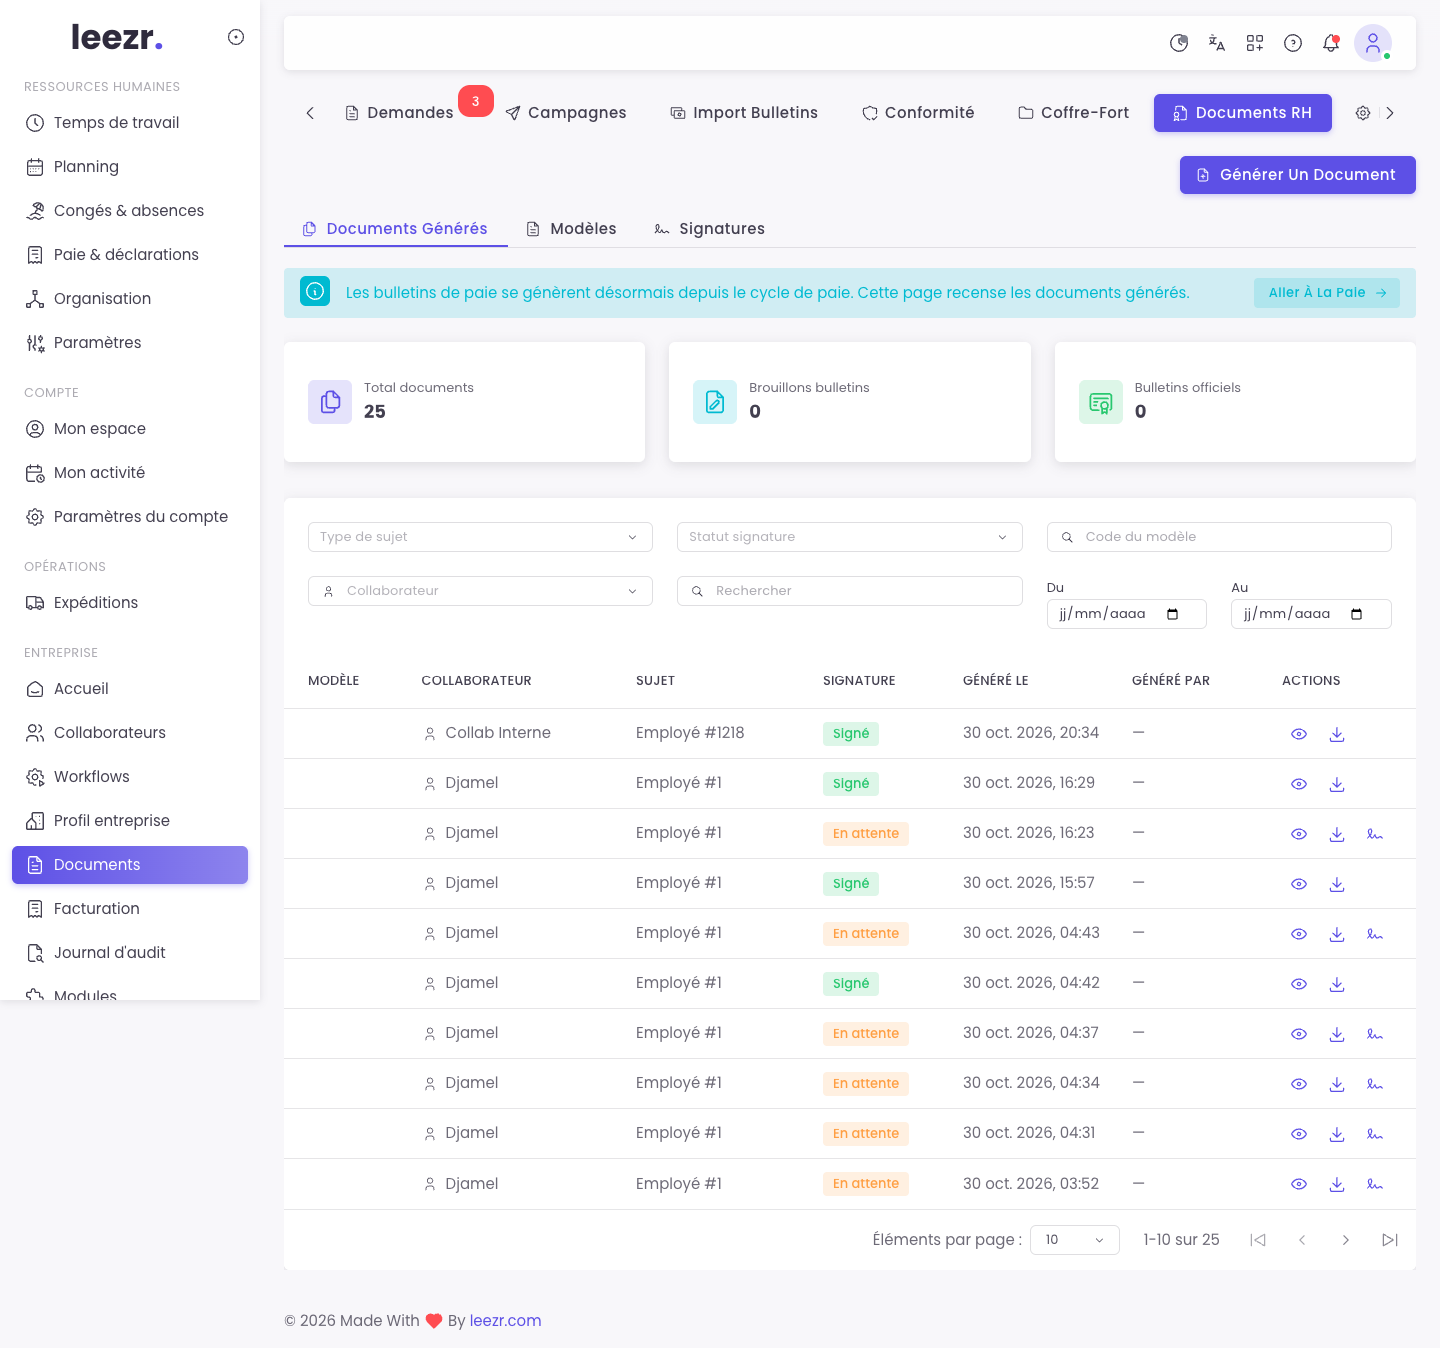 leezr.
RESSOURCES HUMAINES
Temps de travail
Planning
Congés & absences
Paie & déclarations
Organisation
Paramètres
COMPTE
Mon espace
Mon activité
Paramètres du compte
OPÉRATIONS
Expéditions
ENTREPRISE
Accueil
Collaborateurs
Workflows
Profil entreprise
Documents
Facturation
Journal d'audit
Modules
Demandes 3 Campagnes Import Bulletins Conformité Coffre-Fort Documents RH
Générer Un Document
Documents Générés Modèles Signatures
Les bulletins de paie se génèrent désormais depuis le cycle de paie. Cette page recense les documents générés. Aller À La Paie
Total documents
25
Brouillons bulletins
0
Bulletins officiels
0
Type de sujet Statut signature Code du modèle
Collaborateur Rechercher
Du Au
jj/mm/aaaa jj/mm/aaaa
MODÈLE COLLABORATEUR SUJET SIGNATURE GÉNÉRÉ LE GÉNÉRÉ PAR ACTIONS
Collab Interne Employé #1218 Signé 30 oct. 2026, 20:34 —
Djamel Employé #1 Signé 30 oct. 2026, 16:29 —
Djamel Employé #1 En attente 30 oct. 2026, 16:23 —
Djamel Employé #1 Signé 30 oct. 2026, 15:57 —
Djamel Employé #1 En attente 30 oct. 2026, 04:43 —
Djamel Employé #1 Signé 30 oct. 2026, 04:42 —
Djamel Employé #1 En attente 30 oct. 2026, 04:37 —
Djamel Employé #1 En attente 30 oct. 2026, 04:34 —
Djamel Employé #1 En attente 30 oct. 2026, 04:31 —
Djamel Employé #1 En attente 30 oct. 2026, 03:52 —
Éléments par page : 10 1-10 sur 25
© 2026 Made With ❤ By leezr.com